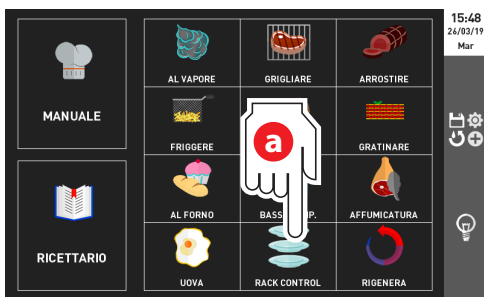 15:48
26/03/19
Mar
MANUALE
RICETTARIO
AL VAPORE
GRIGLIARE
ARROSTIRE
FRIGGERE
GRATINARE
AL FORNO
AFFUMICATURA
UOVA
RACK CONTROL
RIGENERA
a